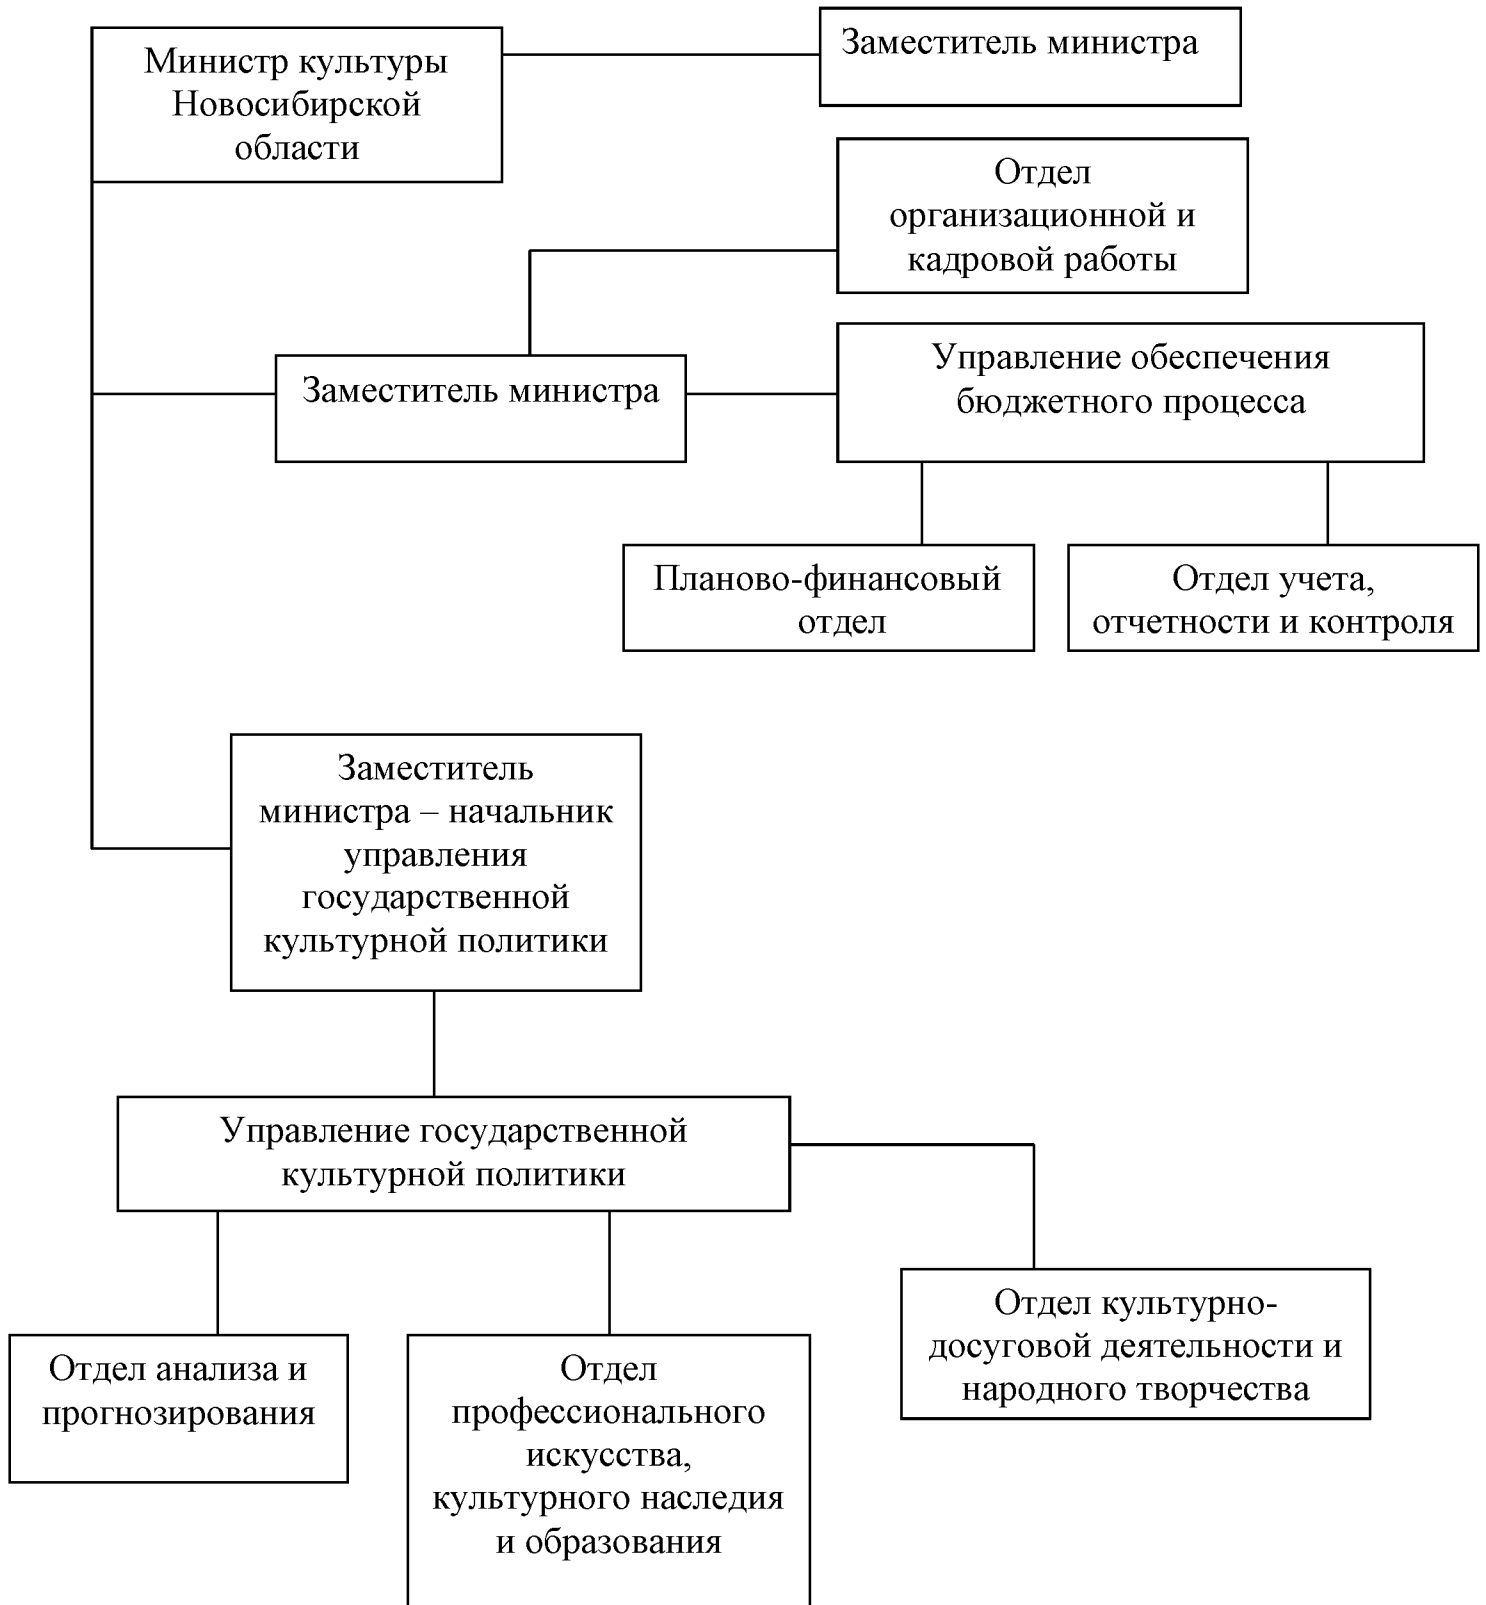 Министр культуры
Новосибирской
области
Заместитель министра
Отдел
организационной и
кадровой работы
Заместитель министра
Управление обеспечения
бюджетного процесса
Планово-финансовый
отдел
Отдел учета,
отчетности и контроля
Заместитель
министра – начальник
управления
государственной
культурной политики
Управление государственной
культурной политики
Отдел анализа и
прогнозирования
Отдел
профессионального
искусства,
культурного наследия
и образования
Отдел культурно-
досуговой деятельности и
народного творчества